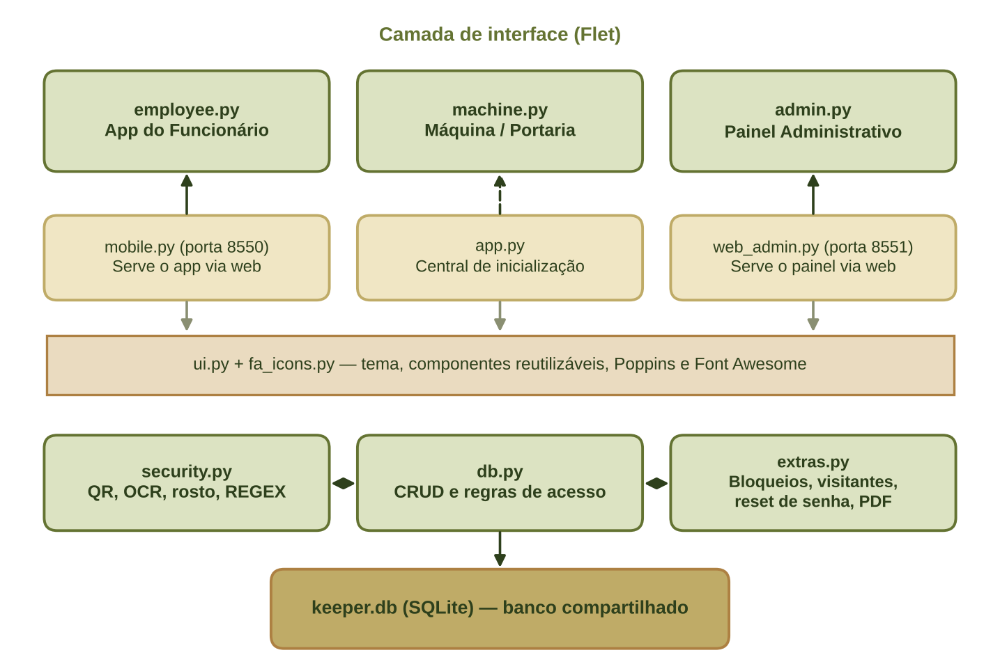 Camada de interface (Flet)
employee.py
App do Funcionário
machine.py
Máquina / Portaria
admin.py
Painel Administrativo
mobile.py (porta 8550)
Serve o app via web
app.py
Central de inicialização
web_admin.py (porta 8551)
Serve o painel via web
ui.py + fa_icons.py — tema, componentes reutilizáveis, Poppins e Font Awesome
security.py
QR, OCR, rosto, REGEX
db.py
CRUD e regras de acesso
extras.py
Bloqueios, visitantes,
reset de senha, PDF
keeper.db (SQLite) — banco compartilhado